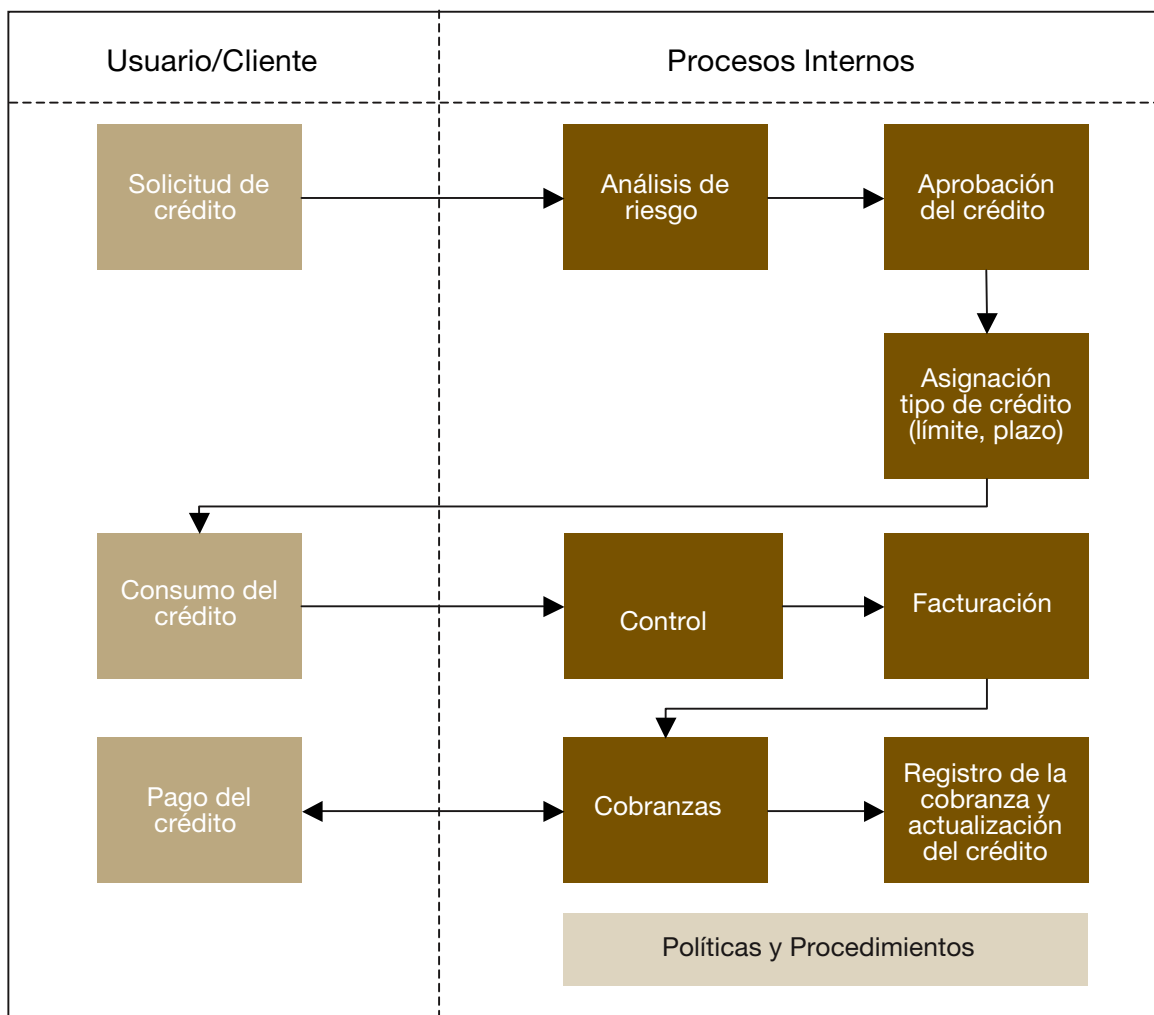 Usuario/Cliente
Procesos Internos
Solicitud de
crédito
Análisis de
riesgo
Aprobación
del crédito
Asignación
tipo de crédito
(límite, plazo)
Consumo del
crédito
Control
Facturación
Pago del
crédito
Cobranzas
Registro de la
cobranza y
actualización
del crédito
Políticas y Procedimientos